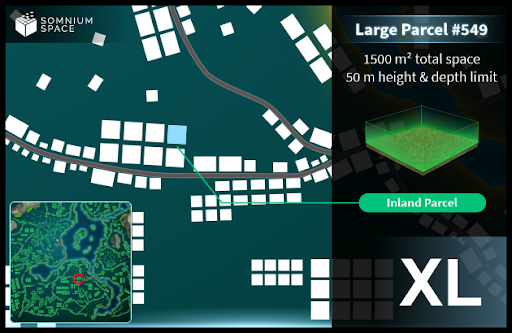 SOMNIUM
SPACE
Large Parcel #549
1500 m² total space
50 m height & depth limit
Inland Parcel
XL